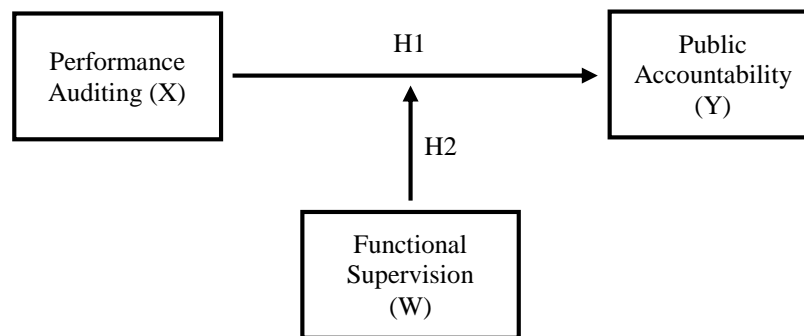 Performance
Auditing (X)
H1
Public
Accountability
(Y)
H2
Functional
Supervision
(W)